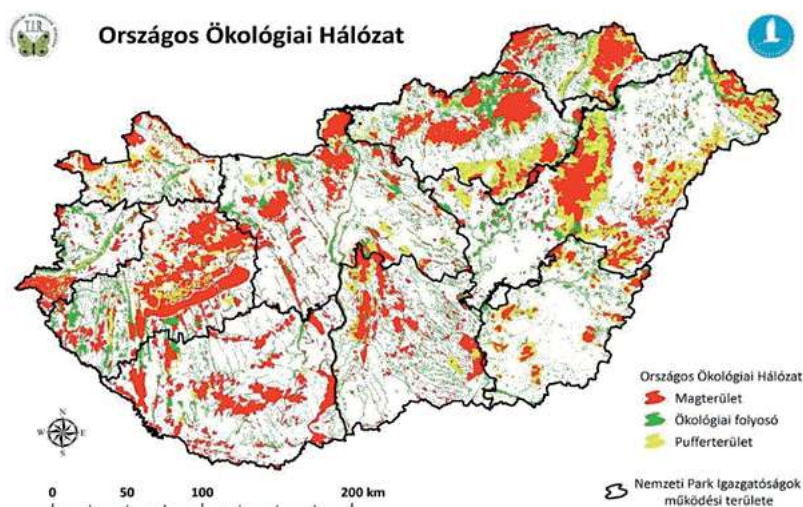 TIR
Országos Ökológiai Hálózat
Országos Ökológiai Hálózat
Magterület
Ökológiai folyosó
Pufferterület
Nemzeti Park Igazgatóságok
működési területe
N
W E
S
0 50 100 200 km